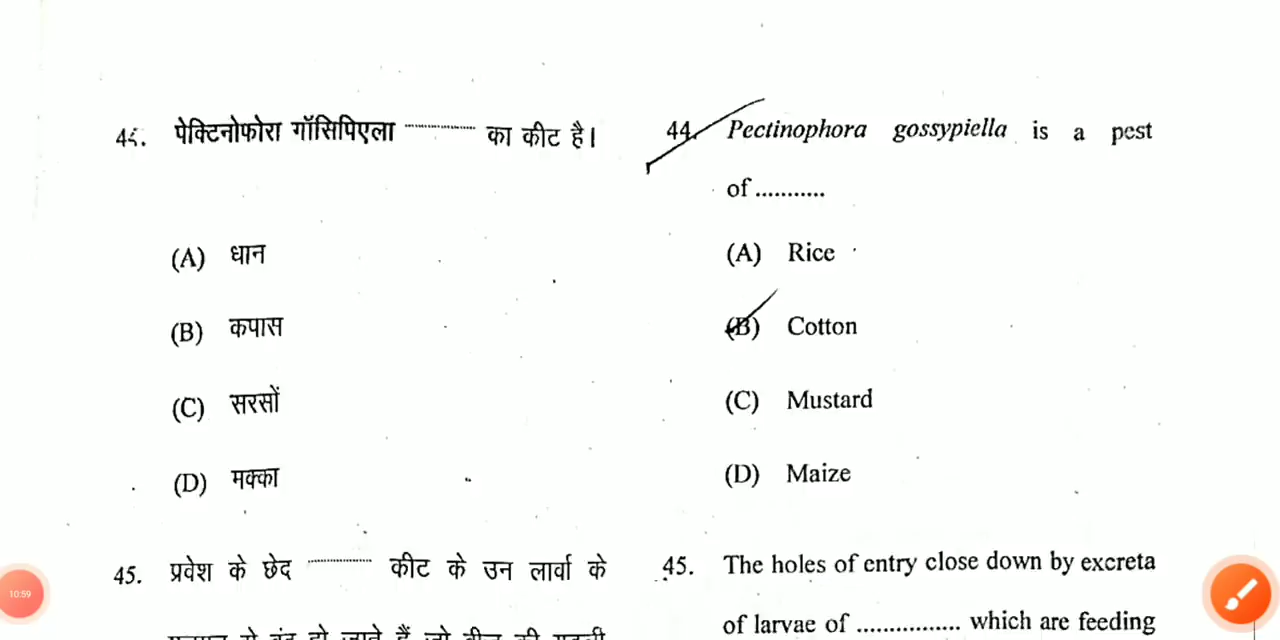 44. पेक्टिनोफोरा गॉसिपिएला ............... का कीट है।
(A) धान
(B) कपास
(C) सरसों
(D) मक्का
45. प्रवेश के छेद ............... कीट के उन लार्वा के
से बंद हो जाते हैं जो बीज की
44. Pectinophora gossypiella is a pest
of ...........
(A) Rice
(B) Cotton
(C) Mustard
(D) Maize
45. The holes of entry close down by excreta
of larvae of ................ which are feeding
10:59